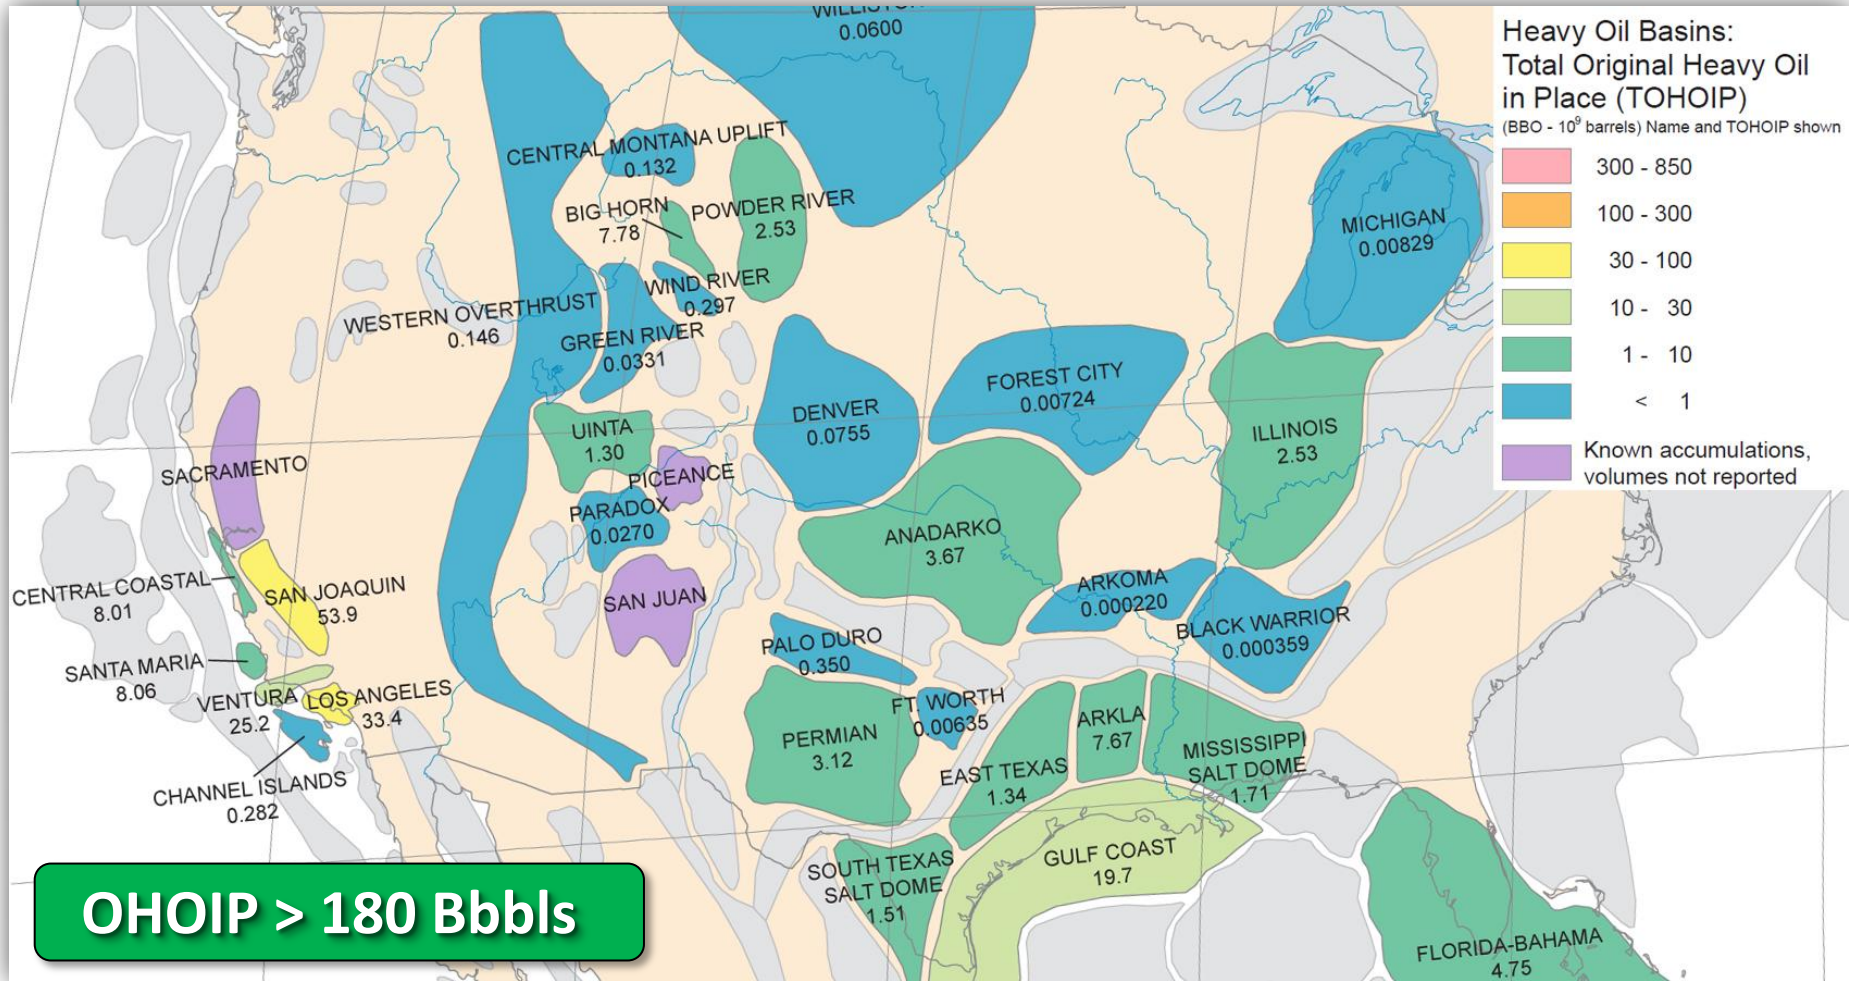 WILLISTON
0.0600
CENTRAL MONTANA UPLIFT
0.132
BIG HORN
7.78
POWDER RIVER
2.53
WIND RIVER
0.297
WESTERN OVERTHRUST
0.146
GREEN RIVER
0.0331
MICHIGAN
0.00829
FOREST CITY
0.00724
DENVER
0.0755
UINTA
1.30
ILLINOIS
2.53
SACRAMENTO
PICEANCE
PARADOX
0.0270
ANADARKO
3.67
CENTRAL COASTAL
8.01
SAN JOAQUIN
53.9
SAN JUAN
ARKOMA
0.000220
BLACK WARRIOR
0.000359
PALO DURO
0.350
SANTA MARIA
8.06
VENTURA
25.2
LOS ANGELES
33.4
FT. WORTH
0.00635
PERMIAN
3.12
ARKLA
7.67
MISSISSIPPI
SALT DOME
1.71
EAST TEXAS
1.34
CHANNEL ISLANDS
0.282
SOUTH TEXAS
SALT DOME
1.51
GULF COAST
19.7
FLORIDA-BAHAMA
4.75
Heavy Oil Basins:
Total Original Heavy Oil
in Place (TOHOIP)
(BBO - 10⁹ barrels) Name and TOHOIP shown
300 - 850
100 - 300
30 - 100
10 - 30
1 - 10
< 1
Known accumulations,
volumes not reported
OHOIP > 180 Bbbls